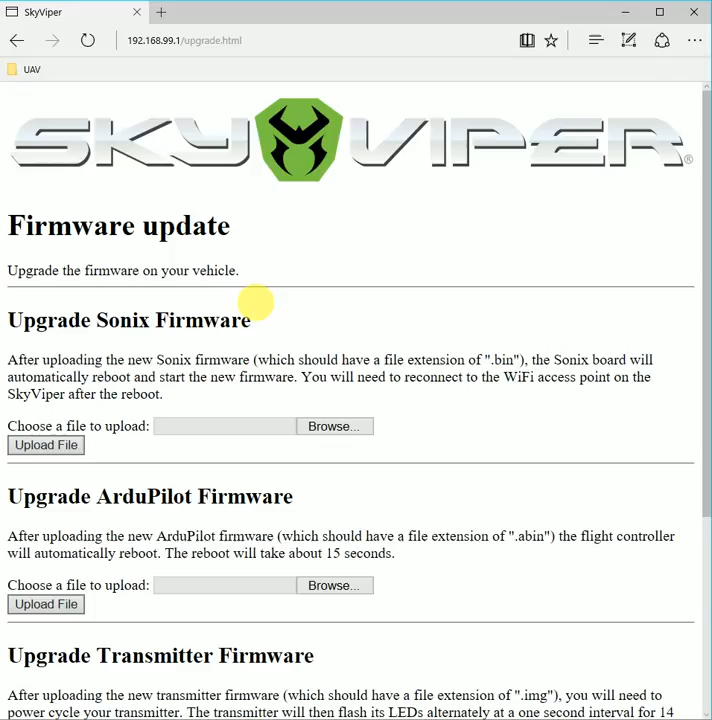 SkyViper
192.168.99.1/upgrade.html
UAV
SKY VIPER®
Firmware update
Upgrade the firmware on your vehicle.
Upgrade Sonix Firmware
After uploading the new Sonix firmware (which should have a file extension of ".bin"), the Sonix board will
automatically reboot and start the new firmware. You will need to reconnect to the WiFi access point on the
SkyViper after the reboot.
Choose a file to upload: Browse...
Upload File
Upgrade ArduPilot Firmware
After uploading the new ArduPilot firmware (which should have a file extension of ".abin") the flight controller
will automatically reboot. The reboot will take about 15 seconds.
Choose a file to upload: Browse...
Upload File
Upgrade Transmitter Firmware
After uploading the new transmitter firmware (which should have a file extension of ".img"), you will need to
power cycle your transmitter. The transmitter will then flash its LEDs alternately at a one second interval for 14